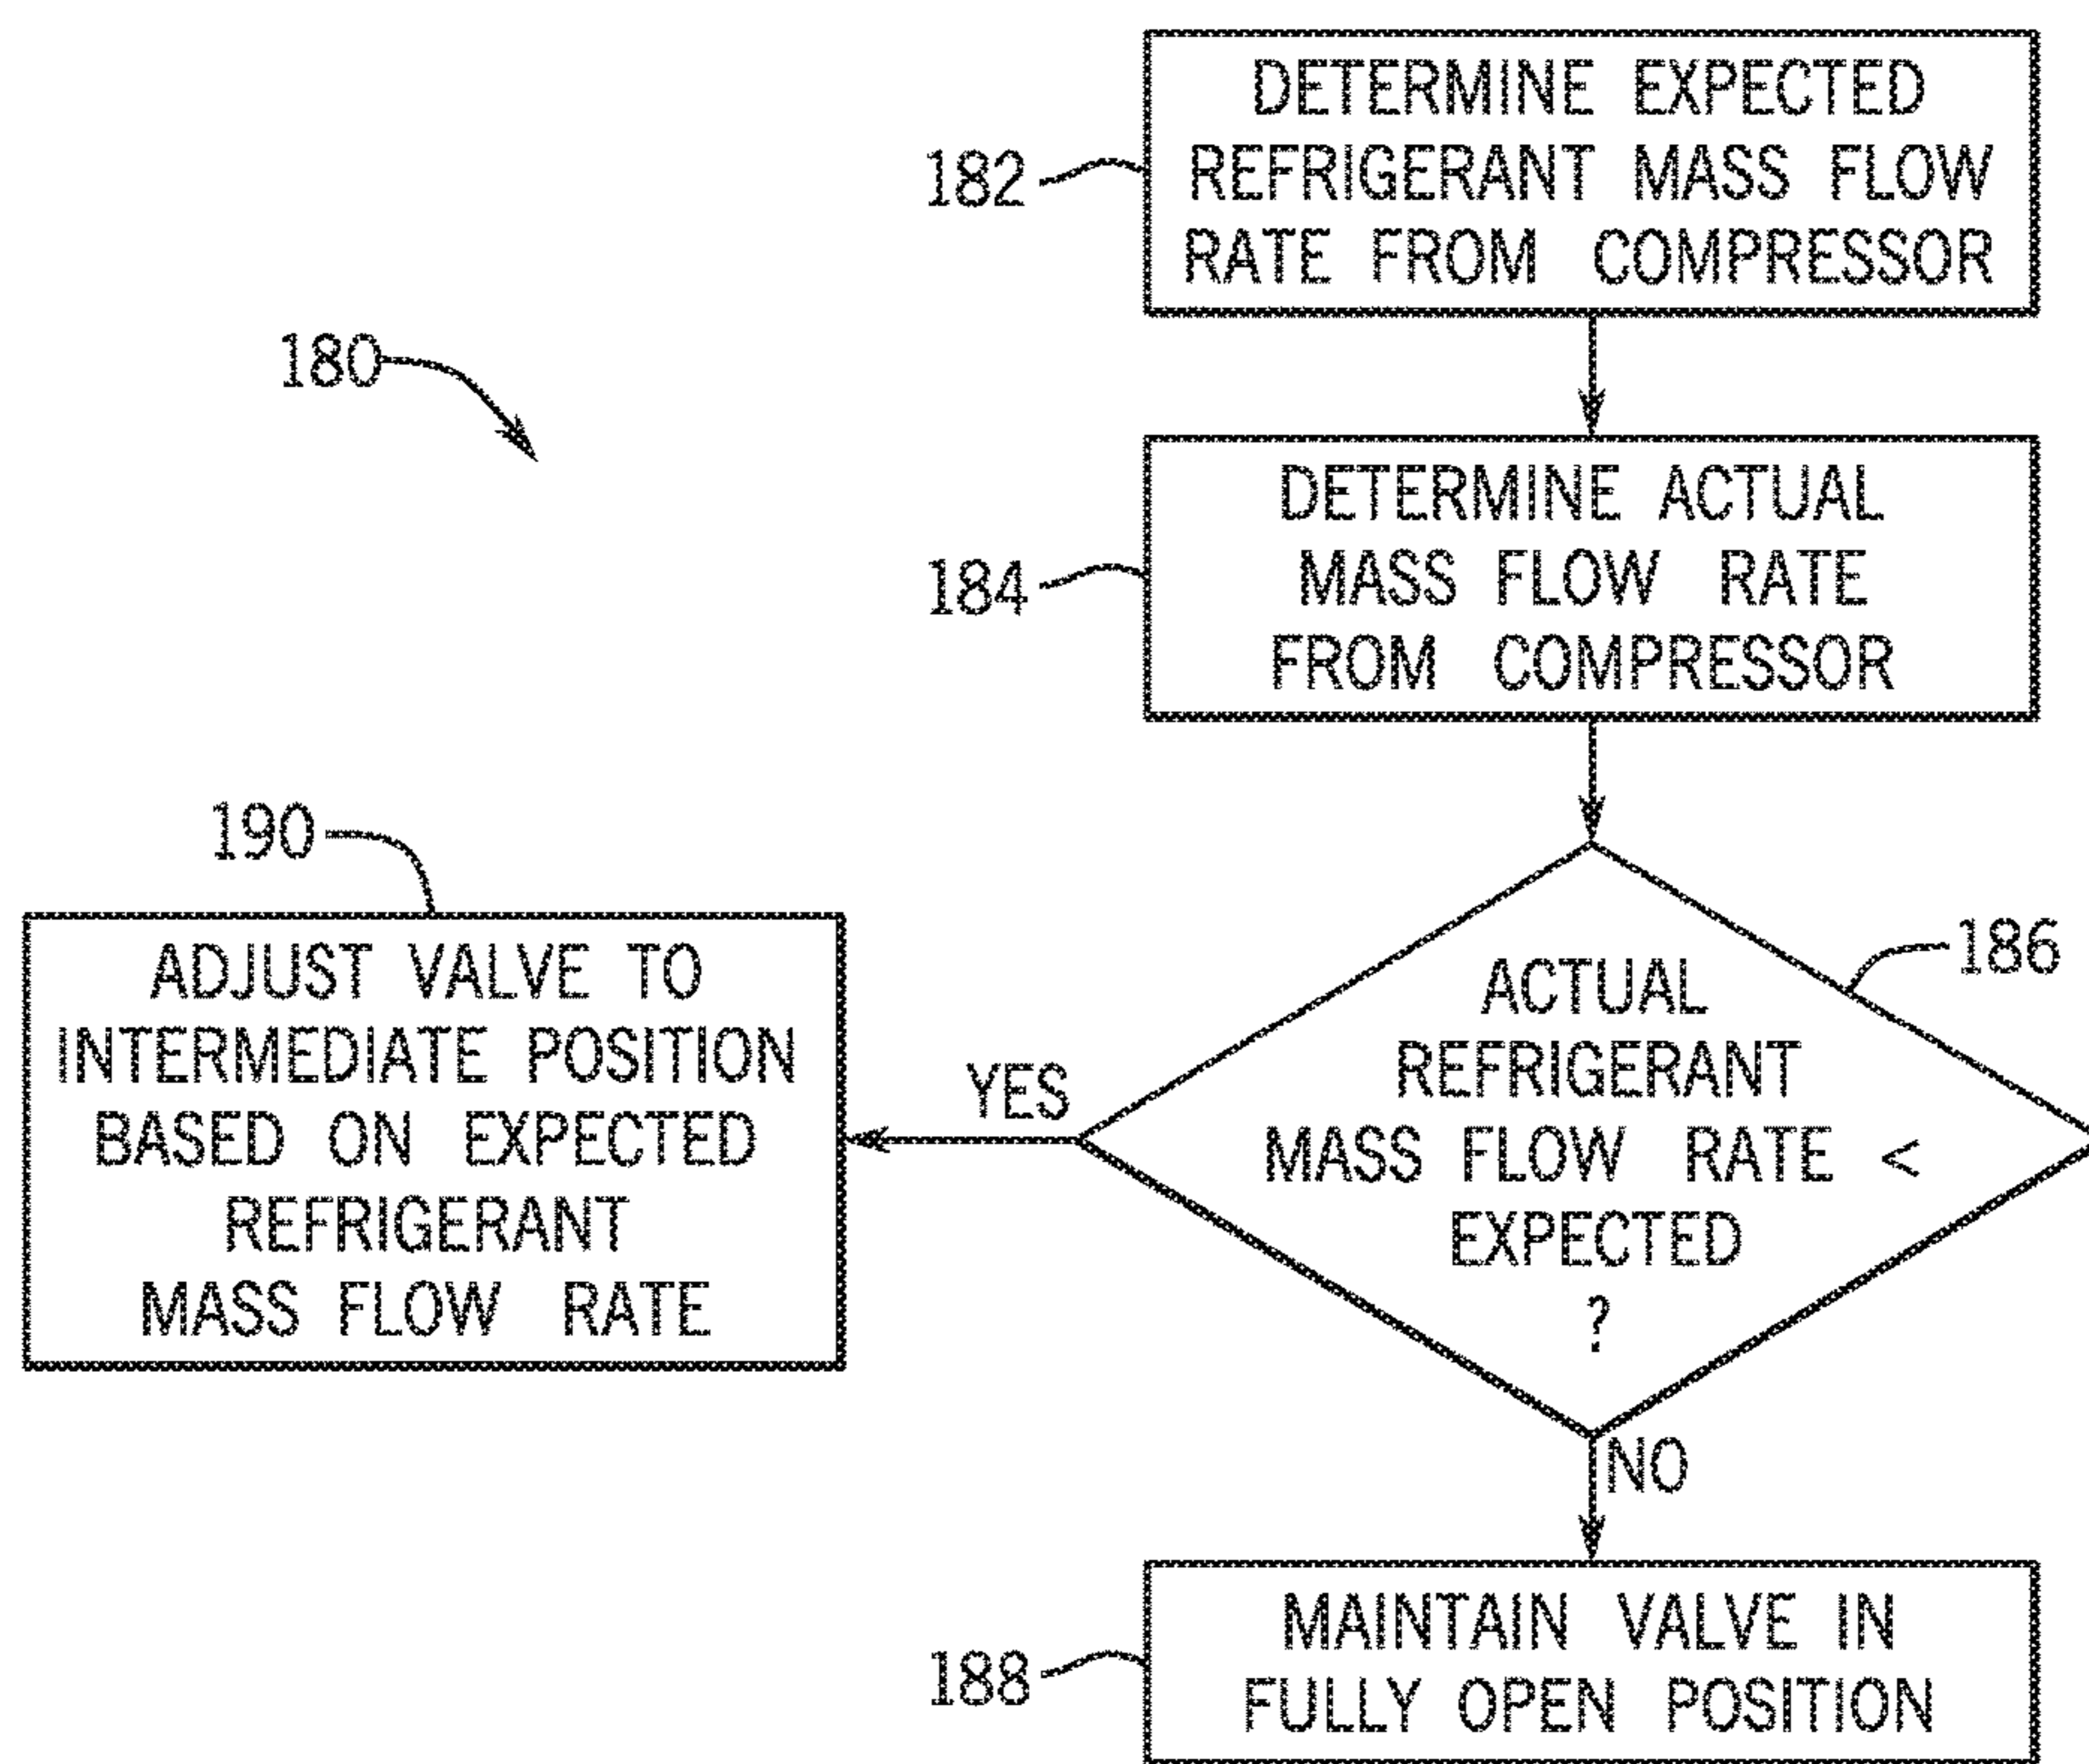 182
DETERMINE EXPECTED
REFRIGERANT MASS FLOW
RATE FROM COMPRESSOR
180
184
DETERMINE ACTUAL
MASS FLOW RATE
FROM COMPRESSOR
186
ACTUAL
REFRIGERANT
MASS FLOW RATE <
EXPECTED
?
YES
190
ADJUST VALVE TO
INTERMEDIATE POSITION
BASED ON EXPECTED
REFRIGERANT
MASS FLOW RATE
NO
188
MAINTAIN VALVE IN
FULLY OPEN POSITION